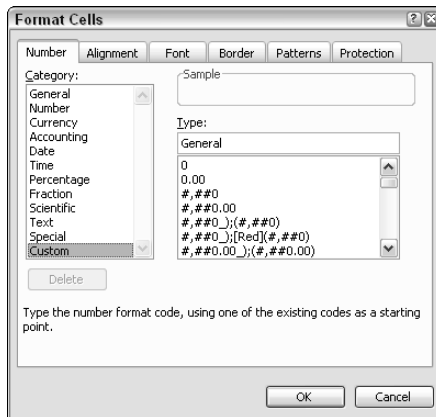 Format Cells
Number Alignment Font Border Patterns Protection
Category:
General
Number
Currency
Accounting
Date
Time
Percentage
Fraction
Scientific
Text
Special
Custom
Sample
Type:
General
0
0.00
#,##0
#,##0.00
#,##0_);(#,##0)
#,##0_);[Red](#,##0)
#,##0.00_);(#,##0.00)
Delete
Type the number format code, using one of the existing codes as a starting
point.
OK Cancel